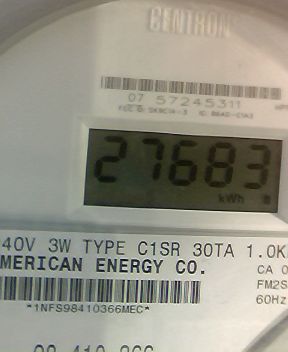 CENTRON
07 57245311
27683
kWh
40V 3W TYPE C1SR 30TA 1.0K
MERICAN ENERGY CO. CA 0
FM2S
60Hz
*1NFS98410366MEC*